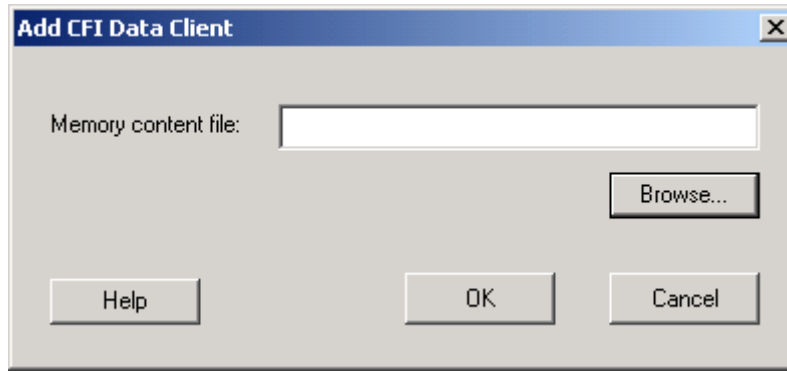 Add CFI Data Client
Memory content file:
Browse...
Help OK Cancel